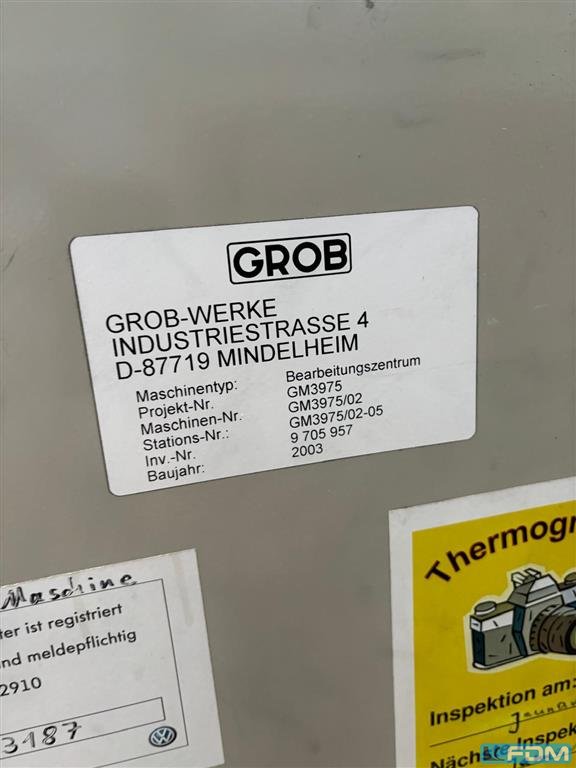 GROB
GROB-WERKE
INDUSTRIESTRASSE 4
D-87719 MINDELHEIM
Maschinentyp: Bearbeitungszentrum
Projekt-Nr. GM3975
Maschinen-Nr. GM3975/02
Stations-Nr.: GM3975/02-05
Inv.-Nr. 9 705 957
Baujahr: 2003
Maschine
ter ist registriert
nd meldepflichtig
2910
3187
Thermogr
Inspektion am:
Nächste Inspek
FDM